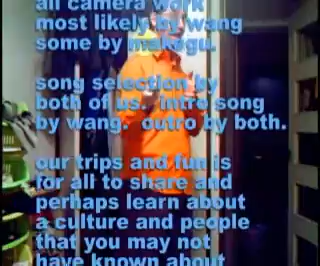 all camera work
most likely by wang
some by makogu.
song selection by
both of us. intro song
by wang. outro by both.
our trips and fun is
for all to share and
perhaps learn about
a culture and people
that you may not
have known about